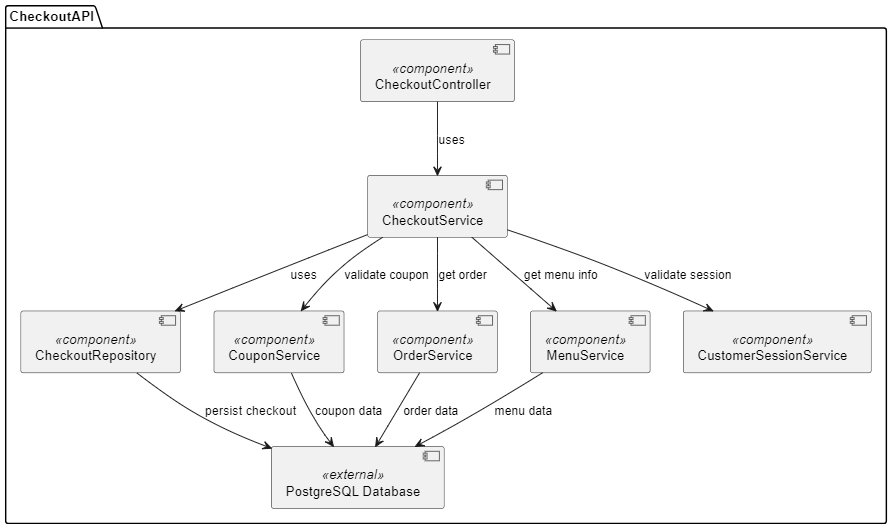 CheckoutAPI
«component»
CheckoutController
uses
«component»
CheckoutService
uses
validate coupon
get order
get menu info
validate session
«component»
CheckoutRepository
«component»
CouponService
«component»
OrderService
«component»
MenuService
«component»
CustomerSessionService
persist checkout
coupon data
order data
menu data
«external»
PostgreSQL Database